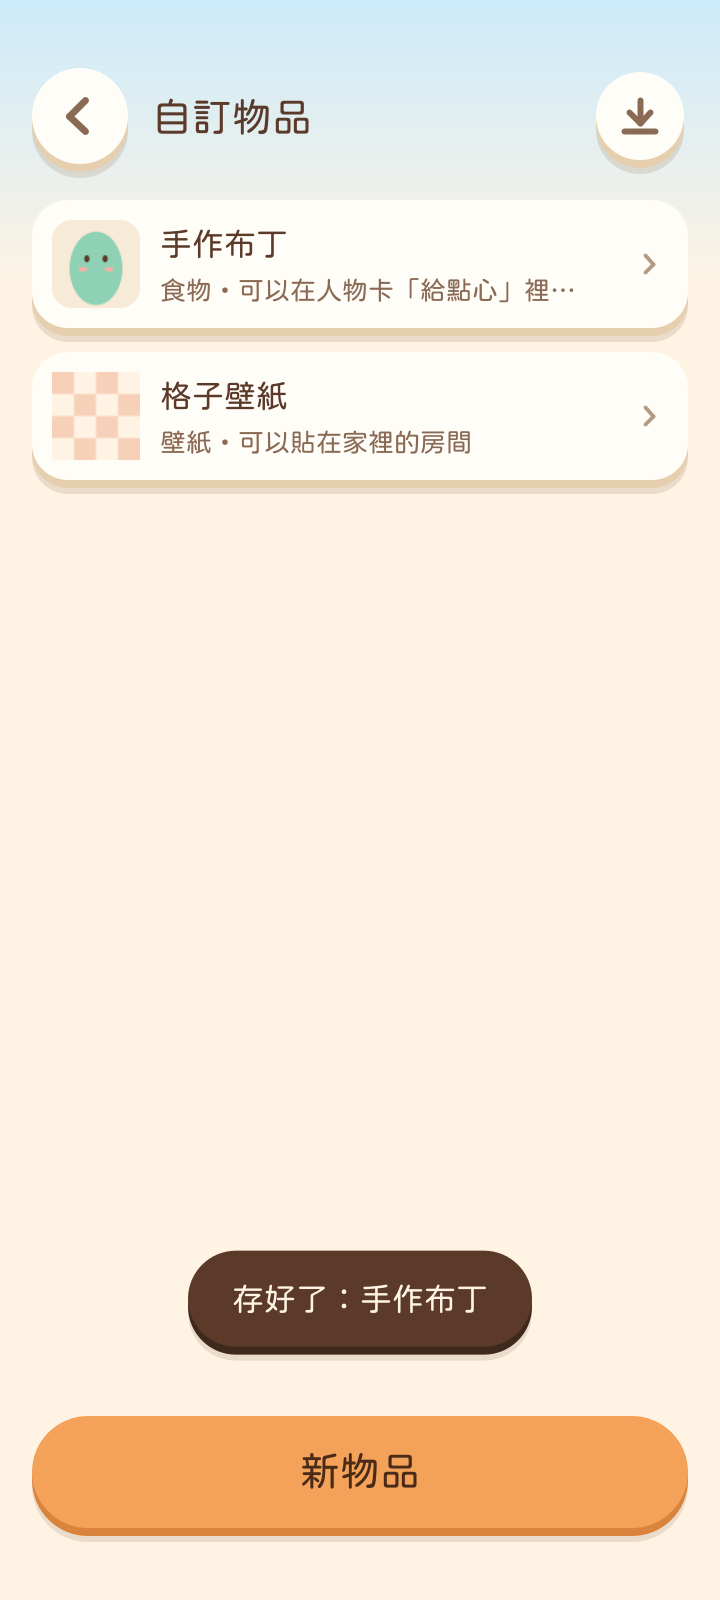 自訂物品
手作布丁
食物・可以在人物卡「給點心」裡…
格子壁紙
壁紙・可以貼在家裡的房間
存好了：手作布丁
新物品